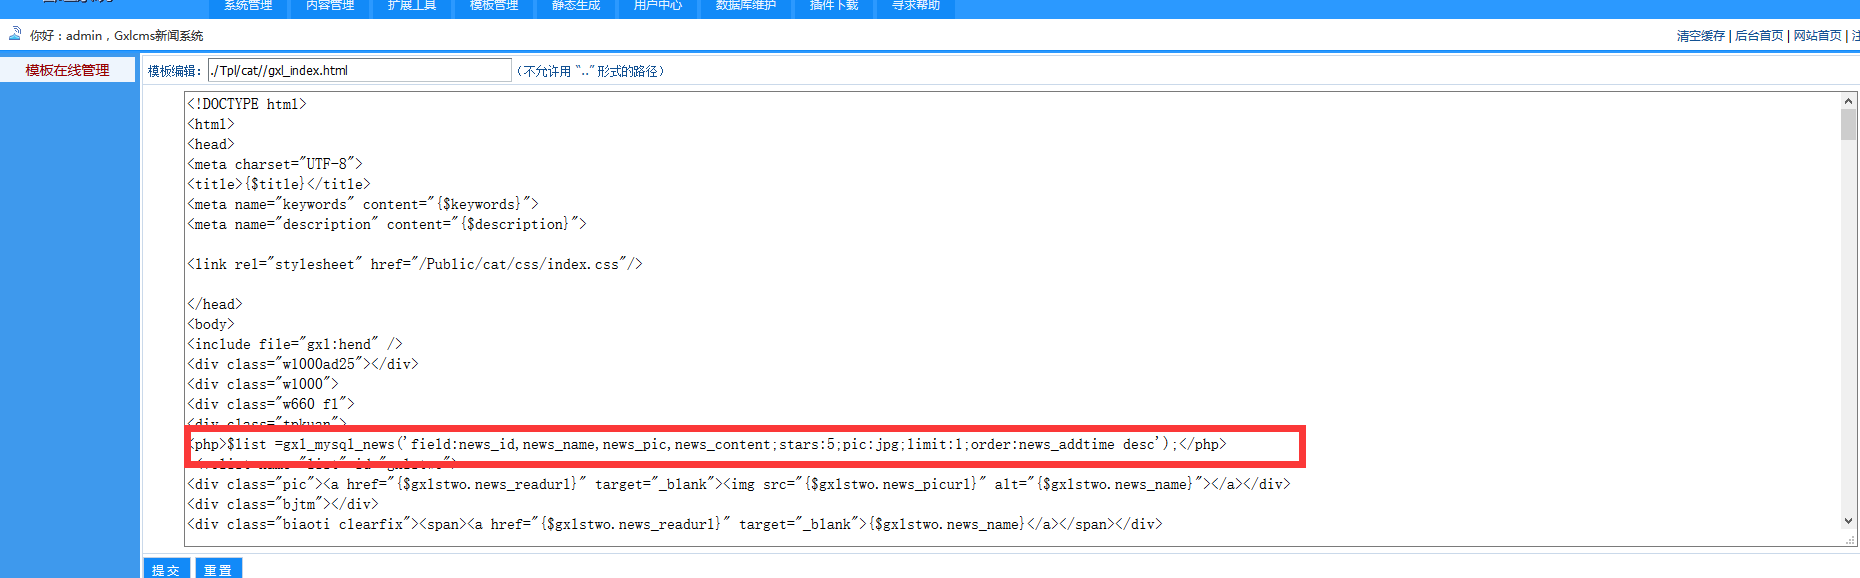 系统管理 内容管理 扩展工具 模板管理 静态生成 用户中心 数据库维护 插件下载 寻求帮助
你好：admin，Gxlcms新闻系统 清空缓存 | 后台首页 | 网站首页 |
模板在线管理
模板编辑： ./Tpl/cat//gxl_index.html （不允许用 “..” 形式的路径）
<!DOCTYPE html>
<html>
<head>
<meta charset="UTF-8">
<title>{$title}</title>
<meta name="keywords" content="{$keywords}">
<meta name="description" content="{$description}">
<link rel="stylesheet" href="/Public/cat/css/index.css"/>
</head>
<body>
<include file="gxl:hend" />
<div class="w1000ad25"></div>
<div class="w1000">
<div class="w660 fl">
<div class="tpkuan">
<php>$list =gxl_mysql_news('field:news_id,news_name,news_pic,news_content;stars:5;pic:jpg;limit:1;order:news_addtime desc');</php>
<div class="pic"><a href="{$gxlstwo.news_readurl}" target="_blank"><img src="{$gxlstwo.news_picurl}" alt="{$gxlstwo.news_name}"></a></div>
<div class="bjtm"></div>
<div class="biaoti clearfix"><span><a href="{$gxlstwo.news_readurl}" target="_blank">{$gxlstwo.news_name}</a></span></div>
提交 重置